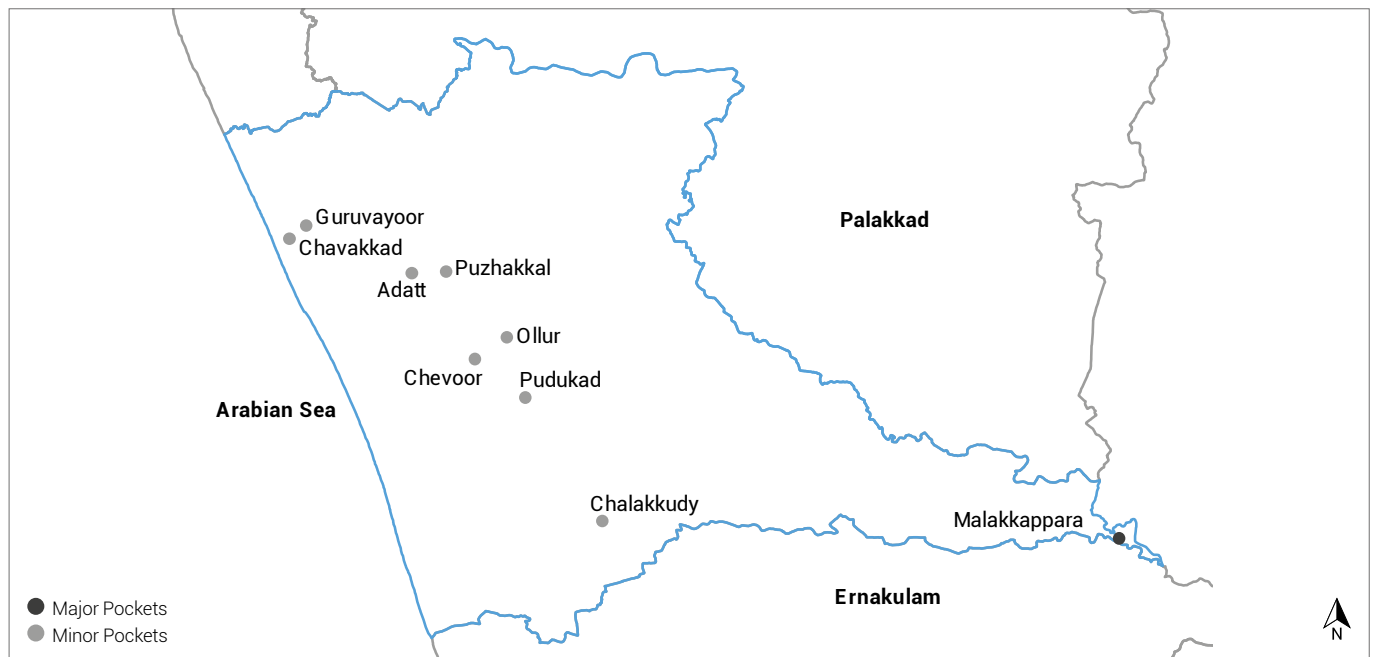 Guruvayoor
Chavakkad
Palakkad
Puzhakkal
Adatt
Ollur
Chevoor
Pudukad
Arabian Sea
Chalakkudy
Malakkappara
Ernakulam
Major Pockets
Minor Pockets
N